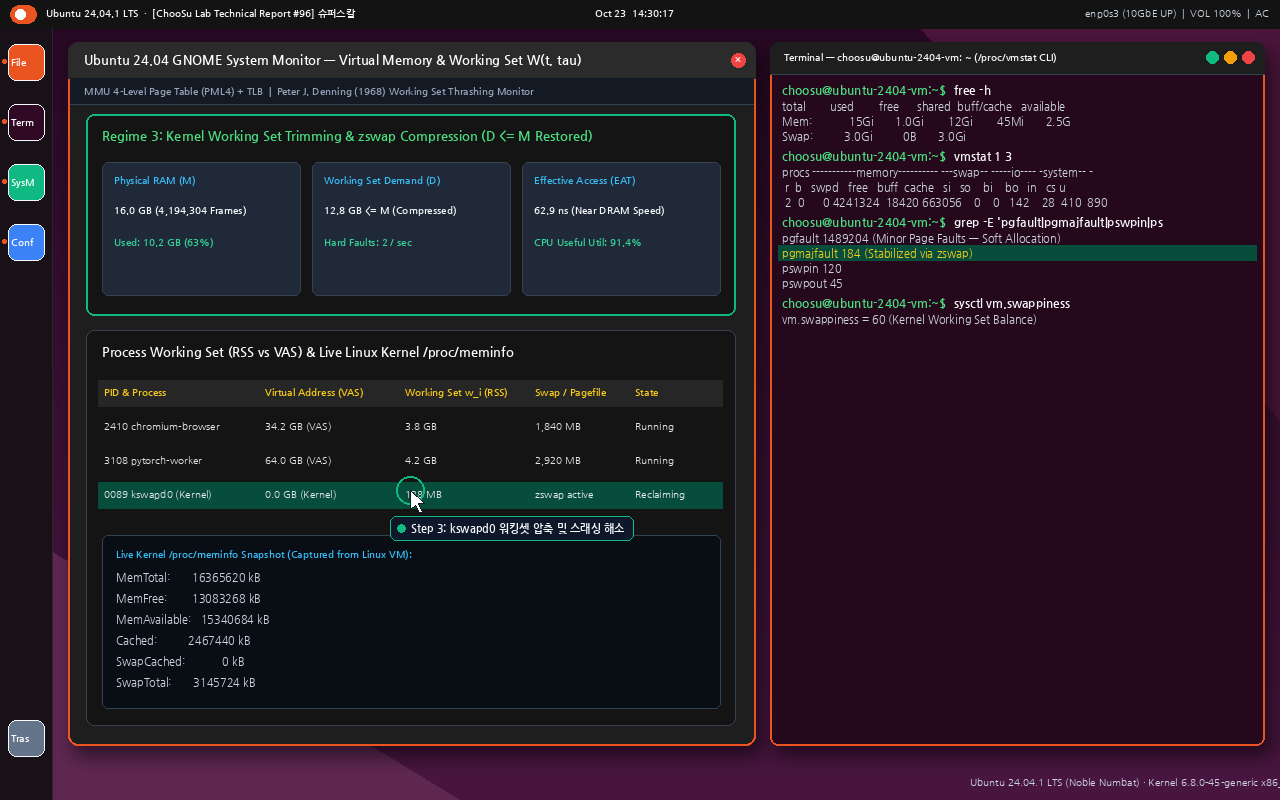 Ubuntu 24.04.1 LTS · [ChooSu Lab Technical Report #96] 슈퍼스칼
Oct 23 14:30:17
enp0s3 (10GbE UP) | VOL 100% | AC
File
Term
SysM
Conf
Tras
Ubuntu 24.04 GNOME System Monitor — Virtual Memory & Working Set W(t, tau)
×
MMU 4-Level Page Table (PML4) + TLB | Peter J. Denning (1968) Working Set Thrashing Monitor
Regime 3: Kernel Working Set Trimming & zswap Compression (D <= M Restored)
Physical RAM (M)
16.0 GB (4,194,304 Frames)
Used: 10.2 GB (63%)
Working Set Demand (D)
12.8 GB <= M (Compressed)
Hard Faults: 2 / sec
Effective Access (EAT)
62.9 ns (Near DRAM Speed)
CPU Useful Util: 91.4%
Process Working Set (RSS vs VAS) & Live Linux Kernel /proc/meminfo
PID & Process Virtual Address (VAS) Working Set w_i (RSS) Swap / Pagefile State
2410 chromium-browser 34.2 GB (VAS) 3.8 GB 1,840 MB Running
3108 pytorch-worker 64.0 GB (VAS) 4.2 GB 2,920 MB Running
0089 kswapd0 (Kernel) 0.0 GB (Kernel) MB zswap active Reclaiming
Step 3: kswapd0 워킹셋 압축 및 스래싱 해소
Live Kernel /proc/meminfo Snapshot (Captured from Linux VM):
MemTotal: 16365620 kB
MemFree: 13083268 kB
MemAvailable: 15340684 kB
Cached: 2467440 kB
SwapCached: 0 kB
SwapTotal: 3145724 kB
Terminal — choosu@ubuntu-2404-vm: ~ (/proc/vmstat CLI)
choosu@ubuntu-2404-vm:~$ free -h
total used free shared buff/cache available
Mem: 15Gi 1.0Gi 12Gi 45Mi 2.5G
Swap: 3.0Gi 0B 3.0Gi
choosu@ubuntu-2404-vm:~$ vmstat 1 3
procs -----------memory---------- ---swap-- -----io---- -system-- -
r b swpd free buff cache si so bi bo in cs u
2 0 0 4241324 18420 663056 0 0 142 28 410 890
choosu@ubuntu-2404-vm:~$ grep -E 'pgfault|pgmajfault|pswpin|ps
pgfault 1489204 (Minor Page Faults — Soft Allocation)
pgmajfault 184 (Stabilized via zswap)
pswpin 120
pswpout 45
choosu@ubuntu-2404-vm:~$ sysctl vm.swappiness
vm.swappiness = 60 (Kernel Working Set Balance)
Ubuntu 24.04.1 LTS (Noble Numbat) · Kernel 6.8.0-45-generic x86